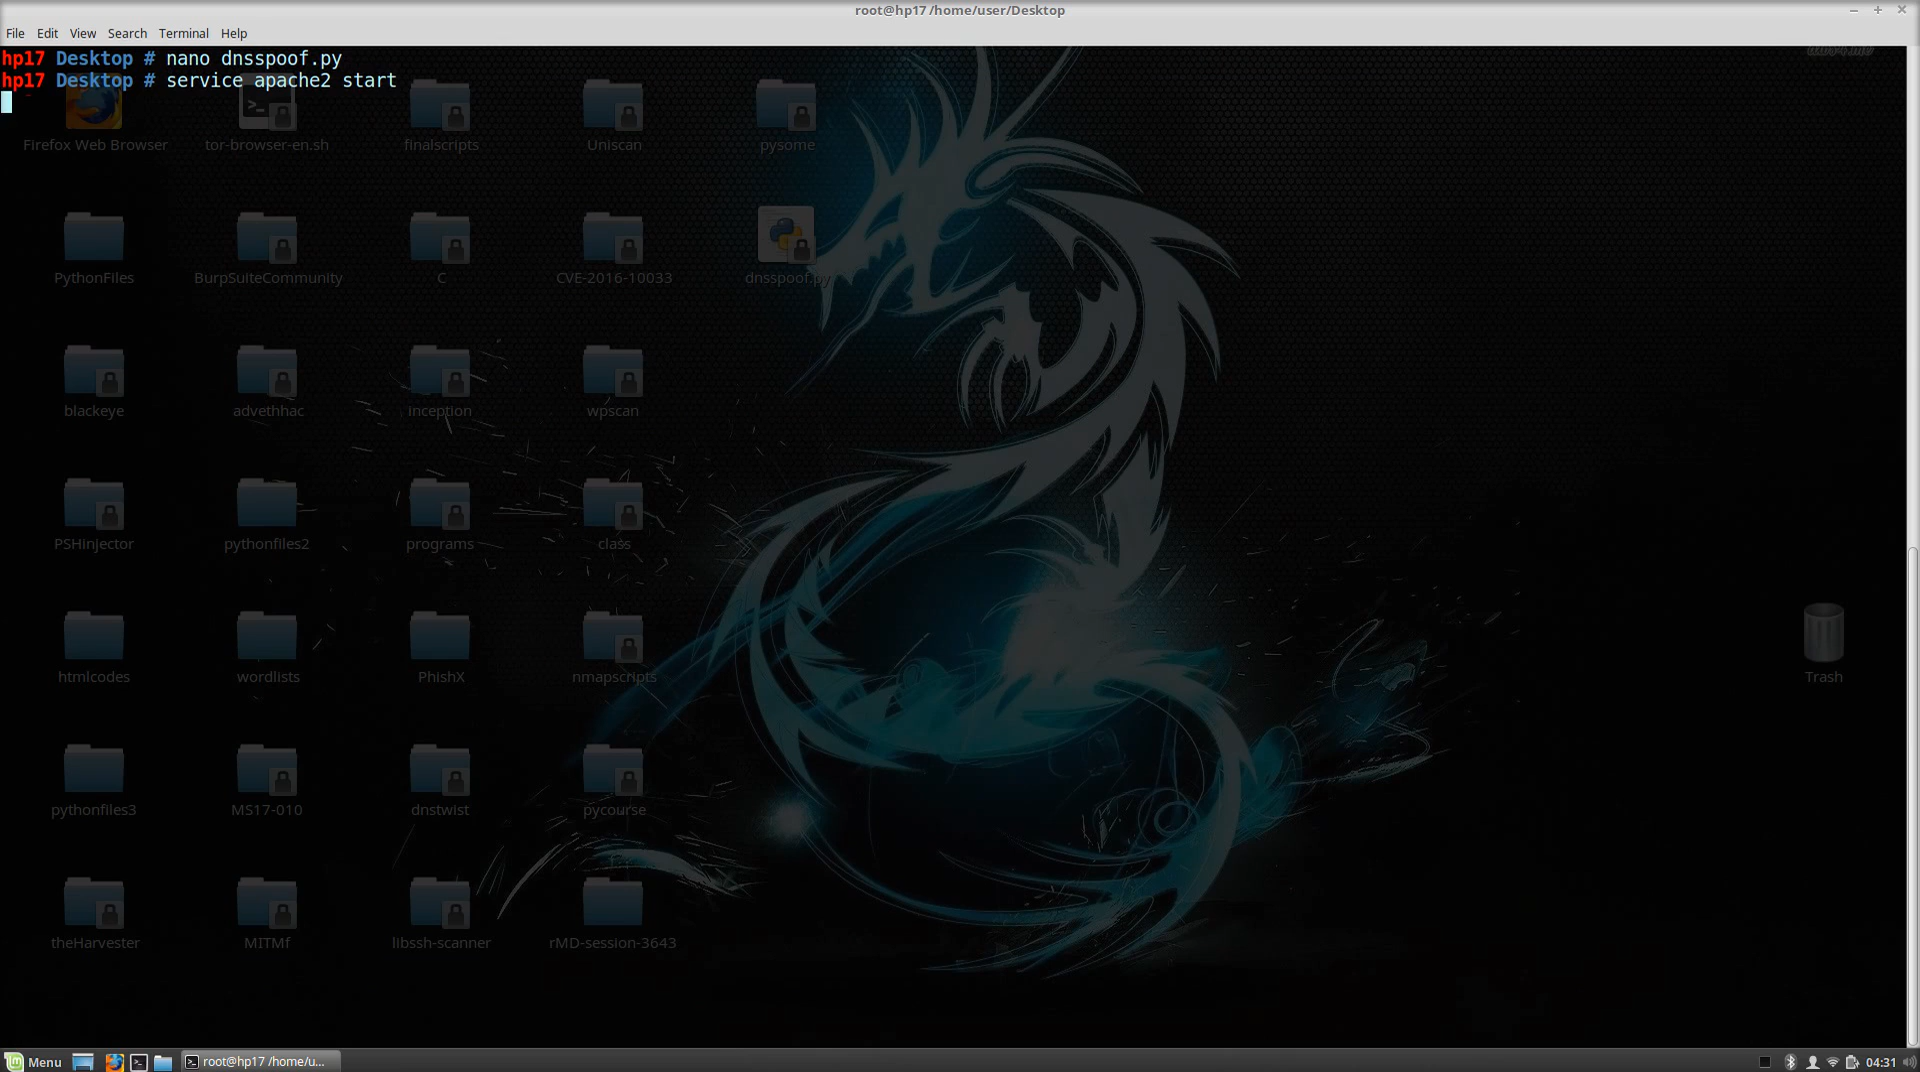 root@hp17 /home/user/Desktop
File Edit View Search Terminal Help
hp17 Desktop # nano dnsspoof.py
hp17 Desktop # service apache2 start
Firefox Web Browser tor-browser-en.sh finalscripts Uniscan pysome
PythonFiles BurpSuiteCommunity C CVE-2016-10033 dnsspoof.py
blackeye advethhac inception wpscan
PSHinjector pythonfiles2 programs class
htmlcodes wordlists PhishX nmapscripts Trash
pythonfiles3 MS17-010 dnstwist pycourse
theHarvester MITMf libssh-scanner rMD-session-3643
Menu root@hp17 /home/u... 04:31